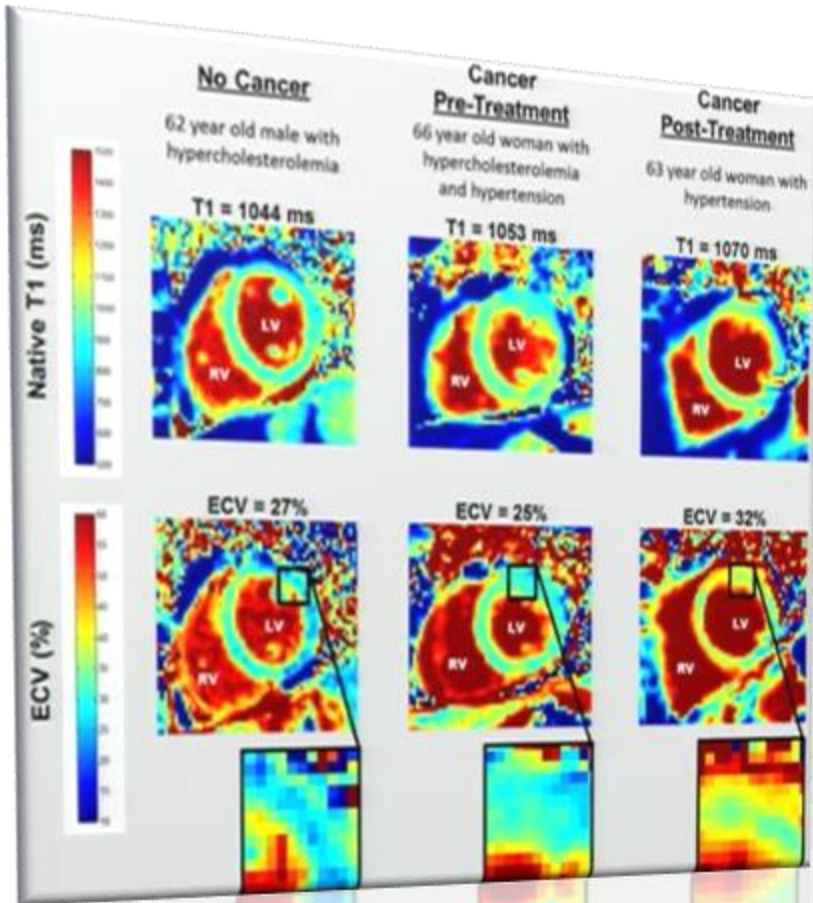 No Cancer
62 year old male with
hypercholesterolemia
Cancer
Pre-Treatment
66 year old woman with
hypercholesterolemia
and hypertension
Cancer
Post-Treatment
63 year old woman with
hypertension
Native T1 (ms)
T1 = 1044 ms
T1 = 1053 ms
T1 = 1070 ms
LV
RV
LV
RV
LV
RV
ECV (%)
ECV = 27%
ECV = 25%
ECV = 32%
LV
RV
LV
RV
LV
RV